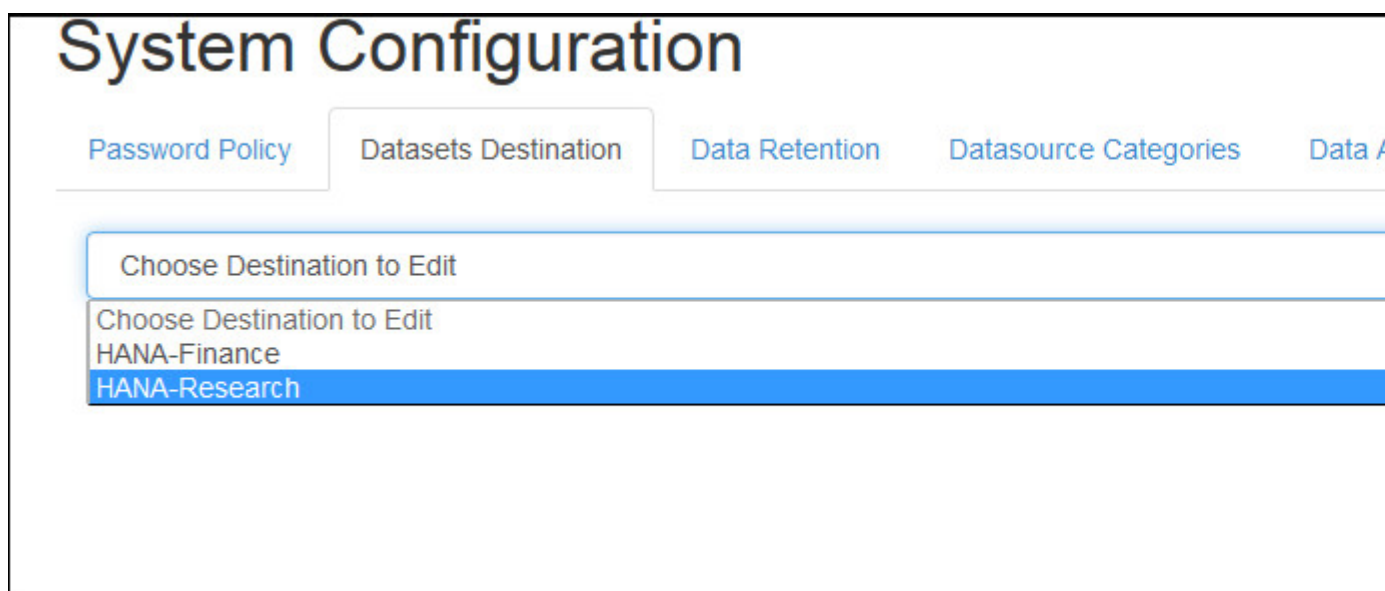 System Configuration
Password Policy Datasets Destination Data Retention Datasource Categories Data
Choose Destination to Edit
Choose Destination to Edit
HANA-Finance
HANA-Research